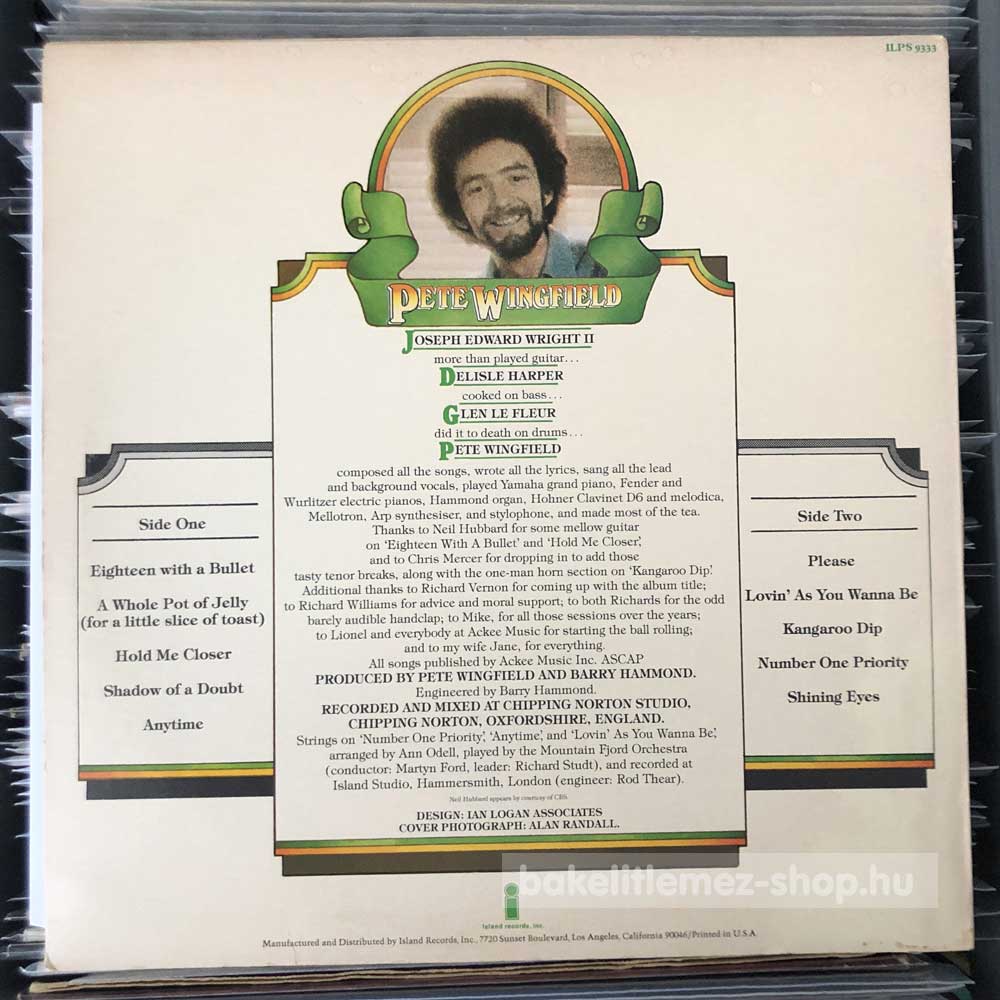 ILPS 9333
PETE WINGFIELD
JOSEPH EDWARD WRIGHT II
more than played guitar...
DELISLE HARPER
cooked on bass...
GLEN LE FLEUR
did it to death on drums...
PETE WINGFIELD
composed all the songs, wrote all the lyrics, sang all the lead
and background vocals, played Yamaha grand piano, Fender and
Wurlitzer electric pianos, Hammond organ, Hohner Clavinet D6 and melodica,
Mellotron, Arp synthesiser, and stylophone, and made most of the tea.
Thanks to Neil Hubbard for some mellow guitar
on 'Eighteen With A Bullet' and 'Hold Me Closer',
and to Chris Mercer for dropping in to add those
tasty tenor breaks, along with the one-man horn section on 'Kangaroo Dip'.
Additional thanks to Richard Vernon for coming up with the album title;
to Richard Williams for advice and moral support; to both Richards for the odd
barely audible handclap; to Mike, for all those sessions over the years;
to Lionel and everybody at Ackee Music for starting the ball rolling;
and to my wife Jane, for everything.
All songs published by Ackee Music Inc. ASCAP
PRODUCED BY PETE WINGFIELD AND BARRY HAMMOND.
Engineered by Barry Hammond.
RECORDED AND MIXED AT CHIPPING NORTON STUDIO,
CHIPPING NORTON, OXFORDSHIRE, ENGLAND.
Strings on 'Number One Priority', 'Anytime', and 'Lovin' As You Wanna Be',
arranged by Ann Odell, played by the Mountain Fjord Orchestra
(conductor: Martyn Ford, leader: Richard Studt), and recorded at
Island Studio, Hammersmith, London (engineer: Rod Thear).
Neil Hubbard appears by courtesy of CBS.
DESIGN: IAN LOGAN ASSOCIATES
COVER PHOTOGRAPH: ALAN RANDALL.
Side One
Eighteen with a Bullet
A Whole Pot of Jelly
(for a little slice of toast)
Hold Me Closer
Shadow of a Doubt
Anytime
Side Two
Please
Lovin' As You Wanna Be
Kangaroo Dip
Number One Priority
Shining Eyes
bakelitlemez-shop.hu
i
Island records, inc.
Manufactured and Distributed by Island Records, Inc., 7720 Sunset Boulevard, Los Angeles, California 90046/Printed in U.S.A.